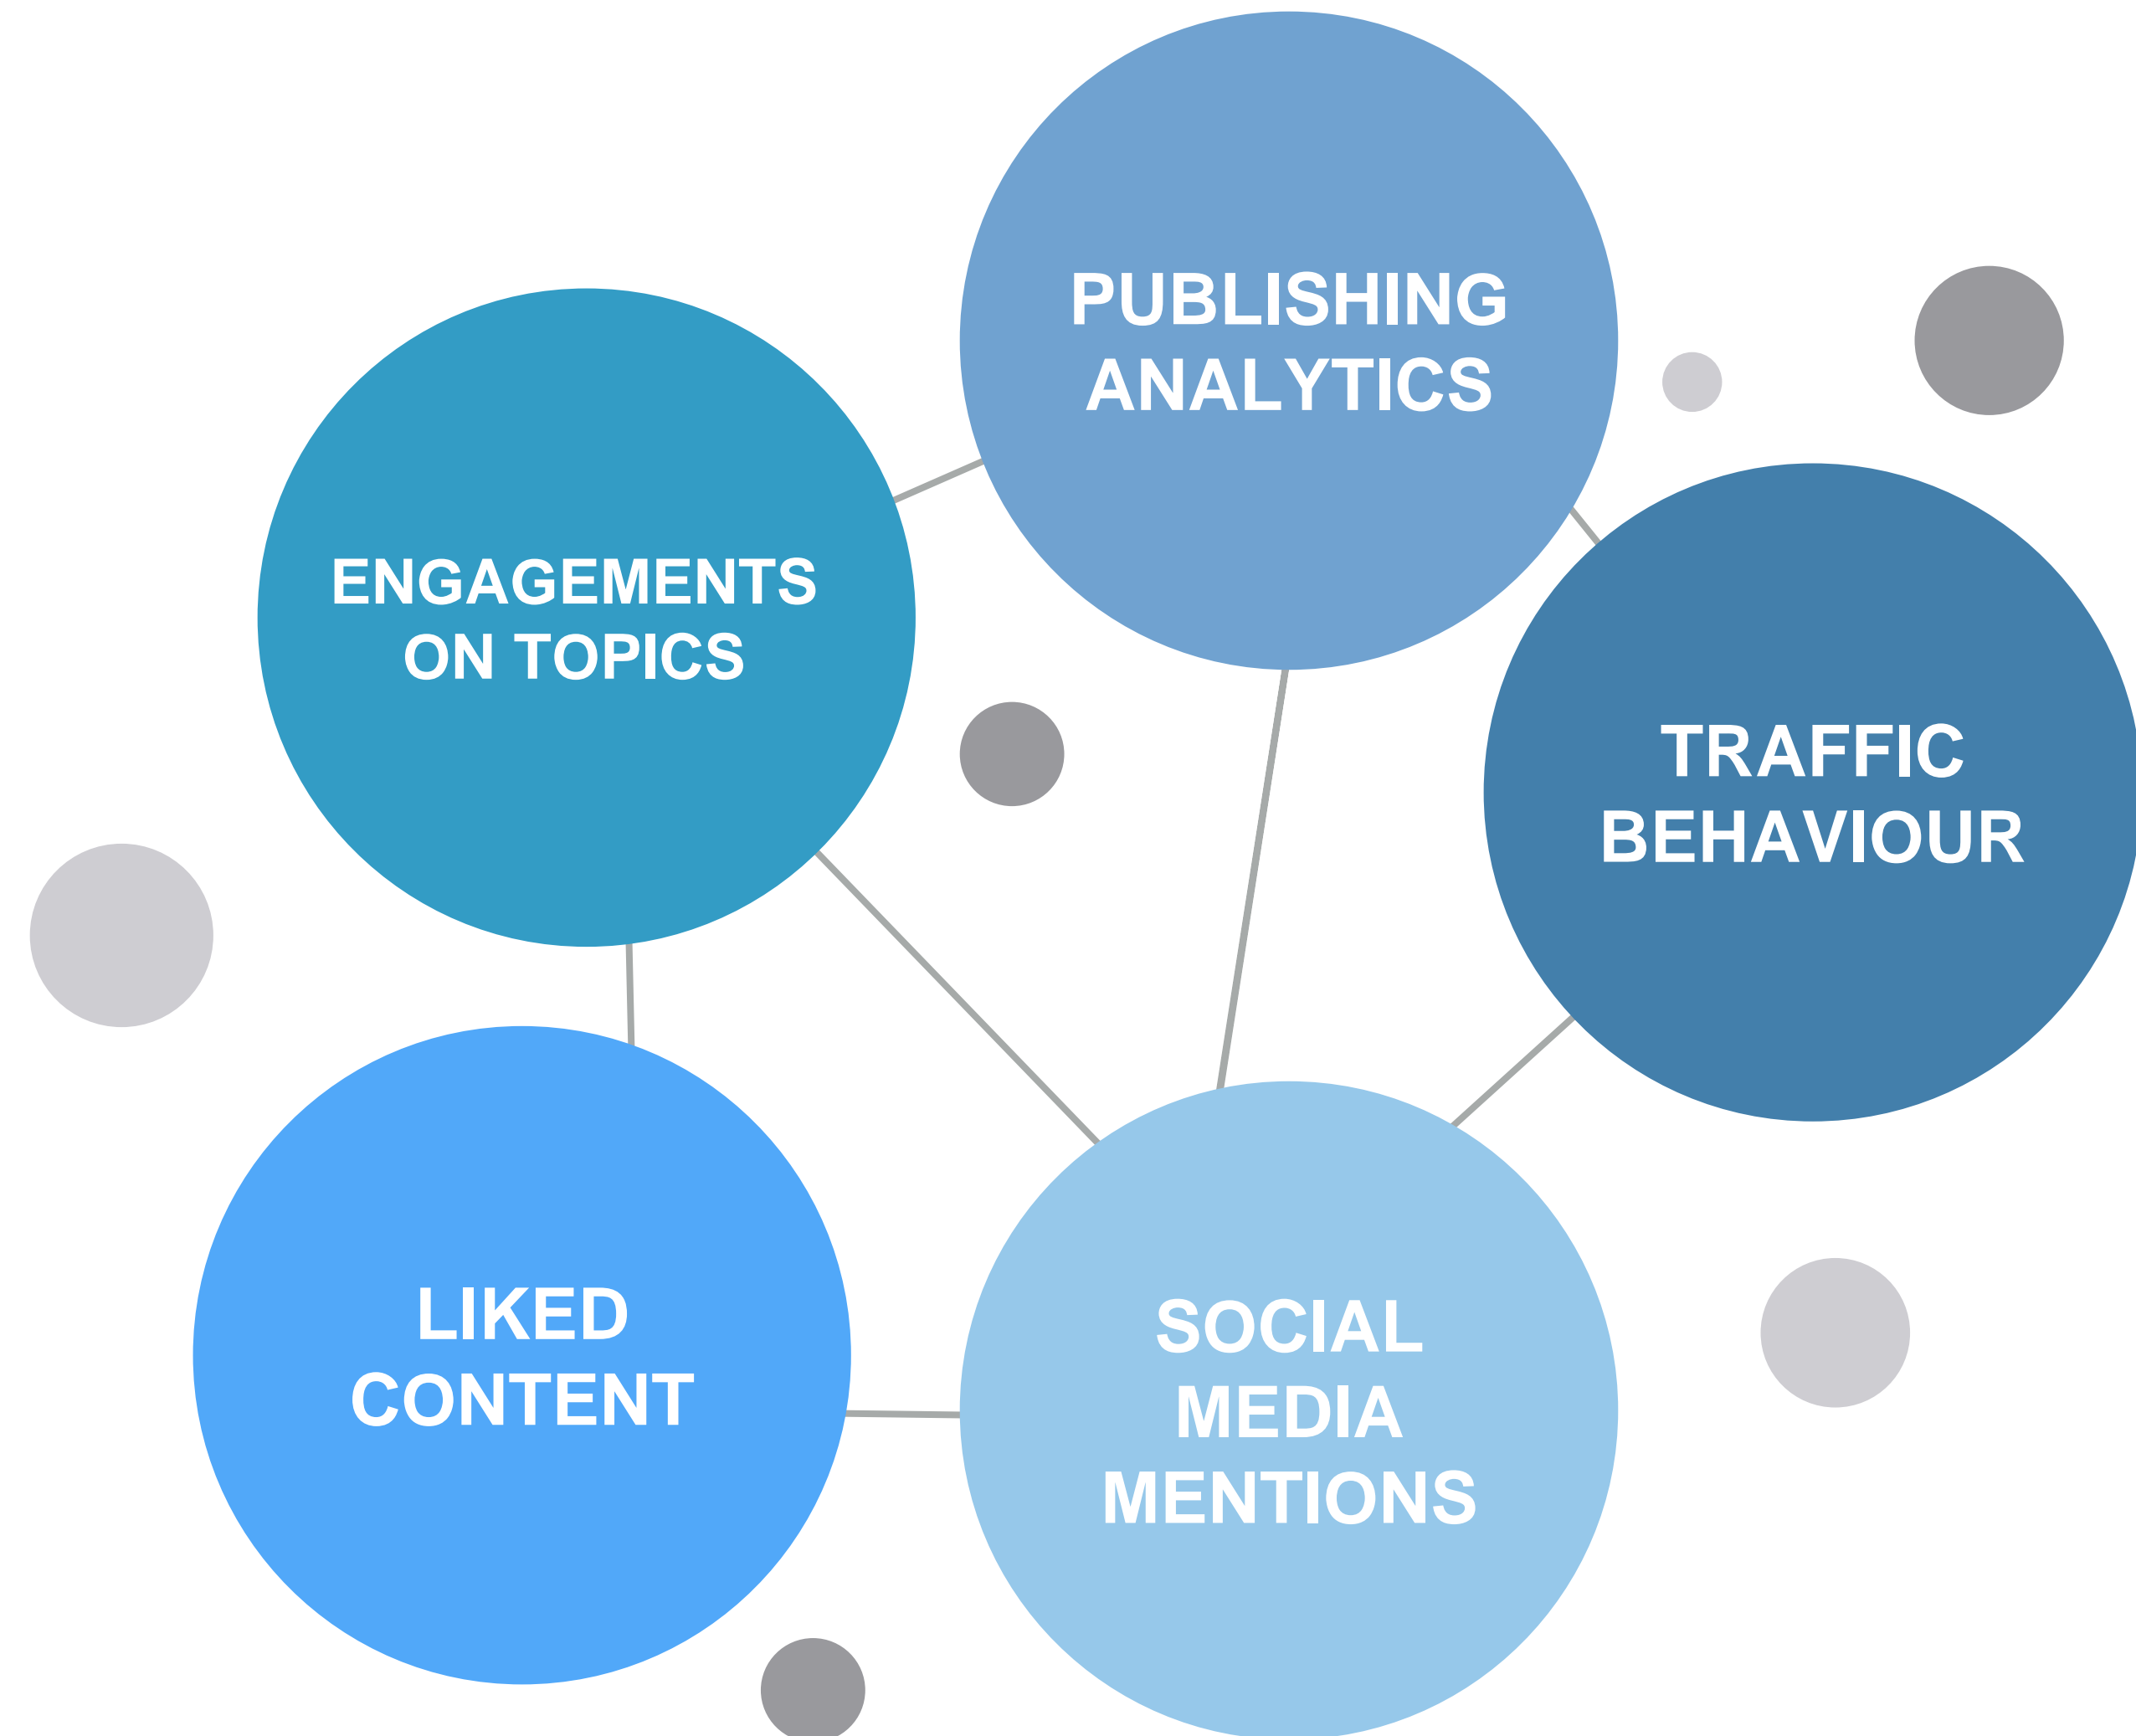 PUBLISHING
ANALYTICS
ENGAGEMENTS
ON TOPICS
TRAFFIC
BEHAVIOUR
LIKED
CONTENT
SOCIAL
MEDIA
MENTIONS